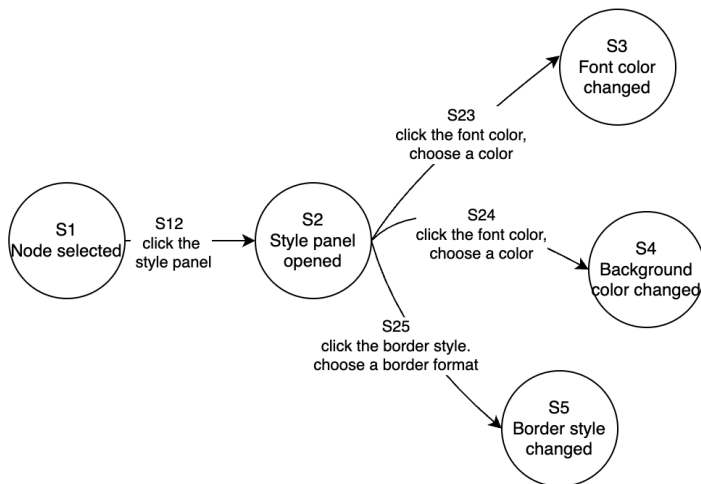 S1
Node selected
S12
click the
style panel
S2
Style panel
opened
S23
click the font color,
choose a color
S3
Font color
changed
S24
click the font color,
choose a color
S4
Background
color changed
S25
click the border style.
choose a border format
S5
Border style
changed